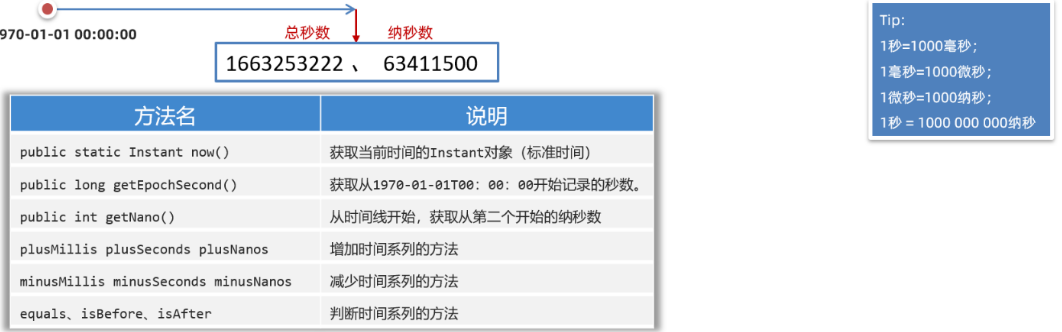 970-01-01 00:00:00
总秒数 纳秒数
1663253222 、 63411500
Tip:
1秒=1000毫秒；
1毫秒=1000微秒；
1微秒=1000纳秒；
1秒 = 1000 000 000纳秒
方法名 说明
public static Instant now() 获取当前时间的Instant对象（标准时间）
public long getEpochSecond() 获取从1970-01-01T00：00：00开始记录的秒数。
public int getNano() 从时间线开始，获取从第二个开始的纳秒数
plusMillis plusSeconds plusNanos 增加时间系列的方法
minusMillis minusSeconds minusNanos 减少时间系列的方法
equals、isBefore、isAfter 判断时间系列的方法